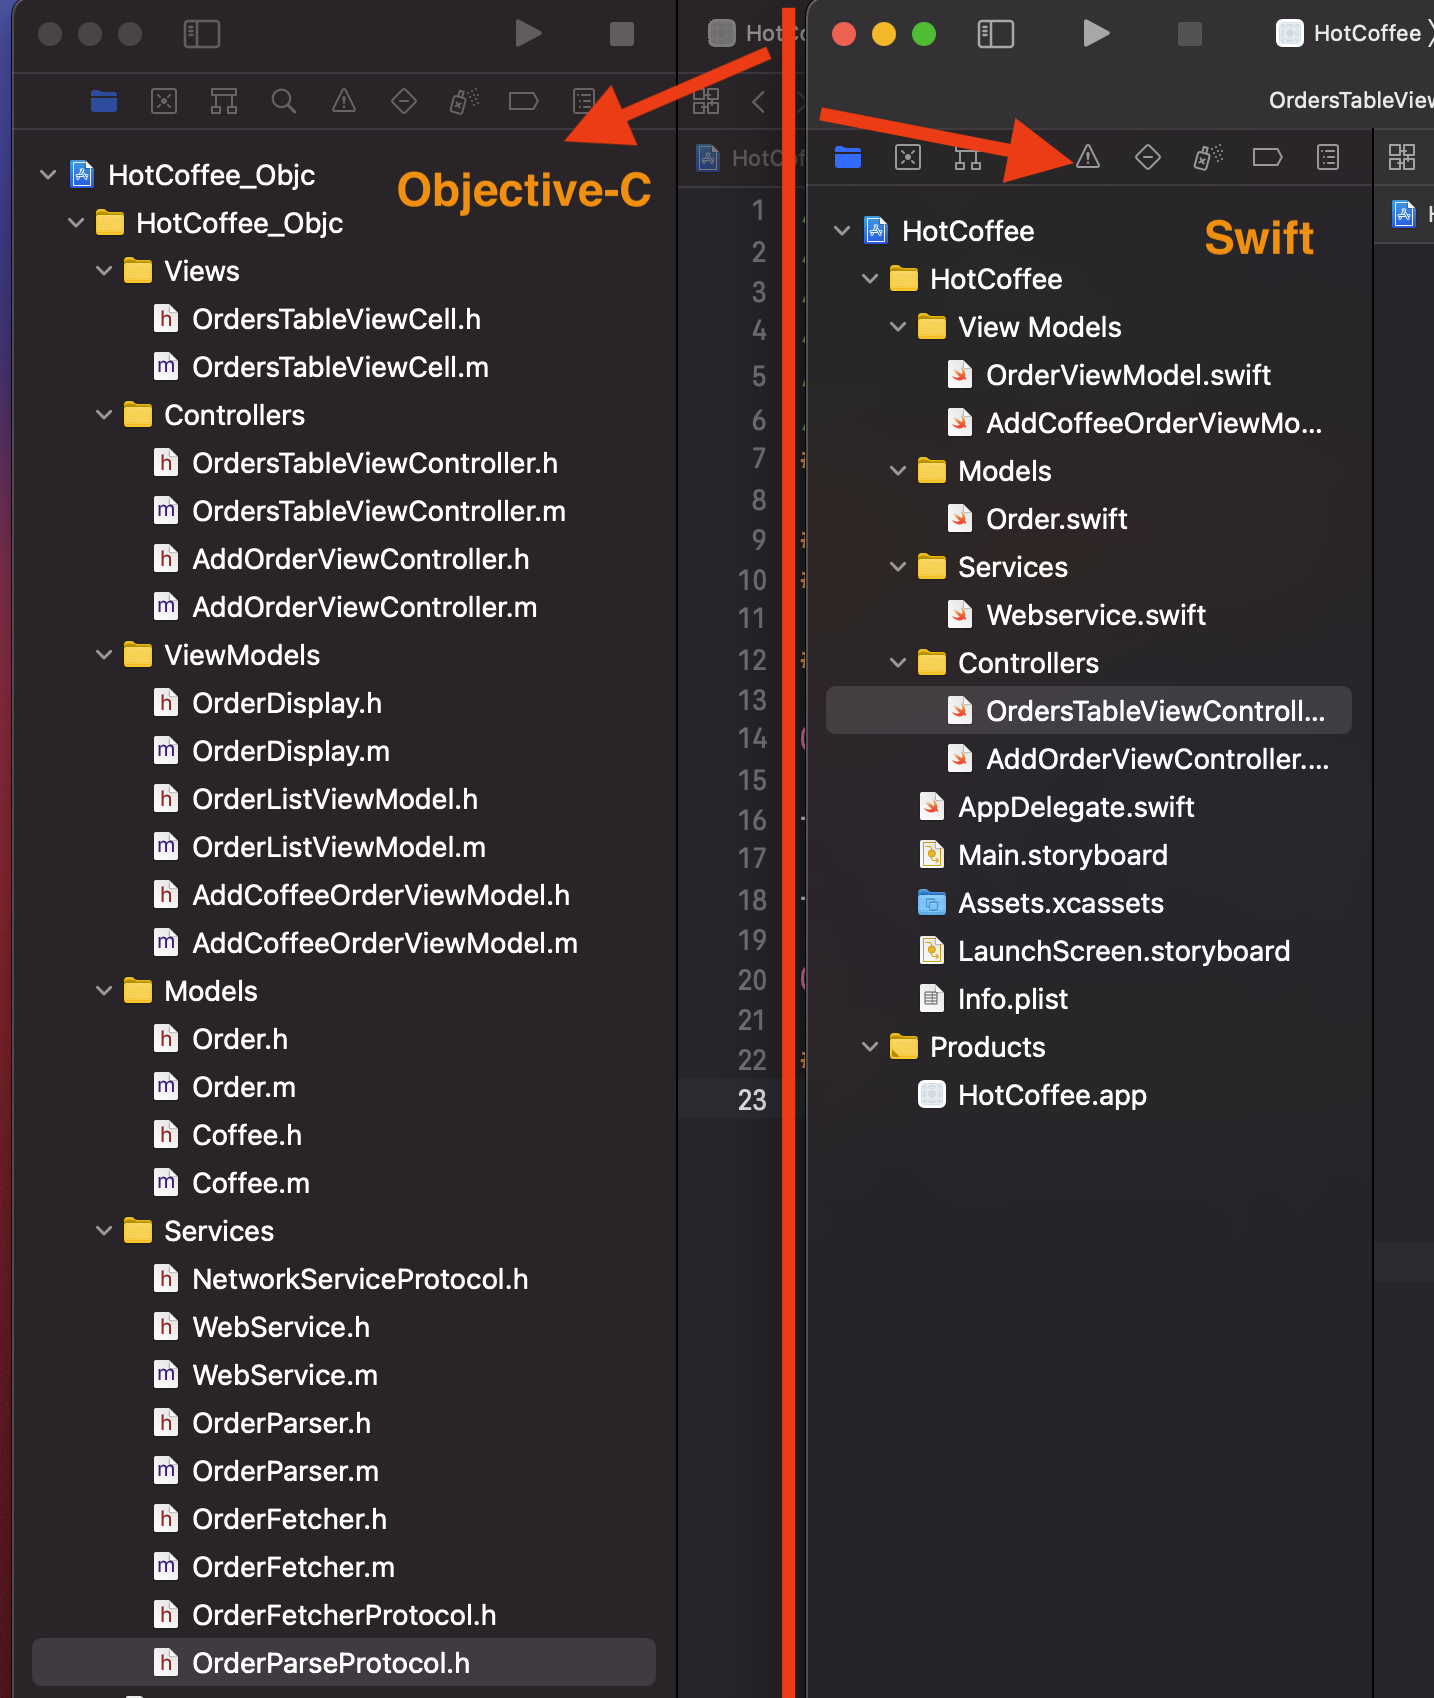 HotCoffee_Objc
Objective-C
HotCoffee_Objc
Views
OrdersTableViewCell.h
OrdersTableViewCell.m
Controllers
OrdersTableViewController.h
OrdersTableViewController.m
AddOrderViewController.h
AddOrderViewController.m
ViewModels
OrderDisplay.h
OrderDisplay.m
OrderListViewModel.h
OrderListViewModel.m
AddCoffeeOrderViewModel.h
AddCoffeeOrderViewModel.m
Models
Order.h
Order.m
Coffee.h
Coffee.m
Services
NetworkServiceProtocol.h
WebService.h
WebService.m
OrderParser.h
OrderParser.m
OrderFetcher.h
OrderFetcher.m
OrderFetcherProtocol.h
OrderParseProtocol.h
1
2
3
4
5
6
7
8
9
10
11
12
13
14
15
16
17
18
19
20
21
22
23
HotCoffee
HotCoffee
Swift
HotCoffee
View Models
OrderViewModel.swift
AddCoffeeOrderViewMo...
Models
Order.swift
Services
Webservice.swift
Controllers
OrdersTableViewControll...
AddOrderViewController....
AppDelegate.swift
Main.storyboard
Assets.xcassets
LaunchScreen.storyboard
Info.plist
Products
HotCoffee.app